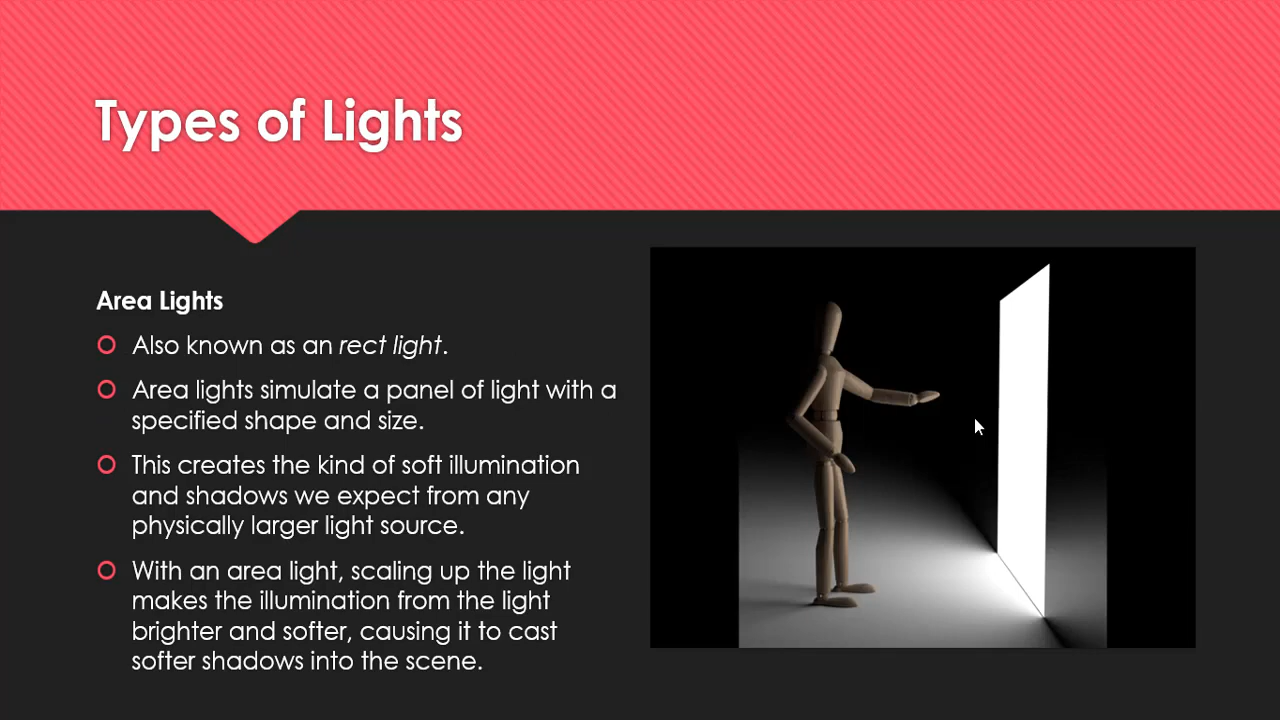 Types of Lights
Area Lights
Also known as an rect light.
Area lights simulate a panel of light with a
specified shape and size.
This creates the kind of soft illumination
and shadows we expect from any
physically larger light source.
With an area light, scaling up the light
makes the illumination from the light
brighter and softer, causing it to cast
softer shadows into the scene.